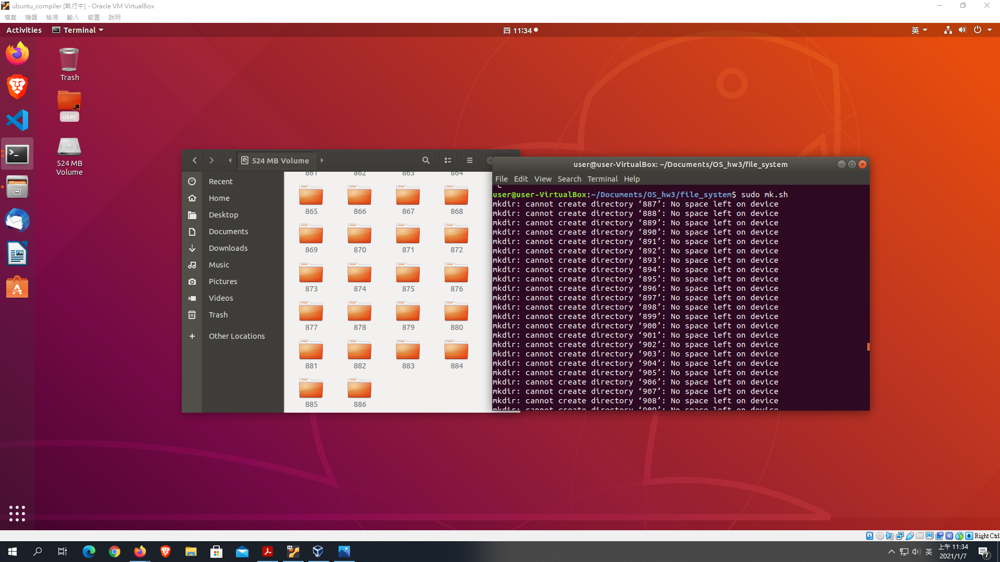 ubuntu_compiler [執行中] - Oracle VM VirtualBox
檔案 機器 檢視 輸入 裝置 說明
Activities Terminal 四 11:34 英
Trash
user
524 MB
Volume
524 MB Volume
Recent
Home
Desktop
Documents
Downloads
Music
Pictures
Videos
Trash
Other Locations
861 862 863 864
865 866 867 868
869 870 871 872
873 874 875 876
877 878 879 880
881 882 883 884
885 886
user@user-VirtualBox: ~/Documents/OS_hw3/file_system
File Edit View Search Terminal Help
^C
user@user-VirtualBox:~/Documents/OS_hw3/file_system$ sudo mk.sh
mkdir: cannot create directory ‘887’: No space left on device
mkdir: cannot create directory ‘888’: No space left on device
mkdir: cannot create directory ‘889’: No space left on device
mkdir: cannot create directory ‘890’: No space left on device
mkdir: cannot create directory ‘891’: No space left on device
mkdir: cannot create directory ‘892’: No space left on device
mkdir: cannot create directory ‘893’: No space left on device
mkdir: cannot create directory ‘894’: No space left on device
mkdir: cannot create directory ‘895’: No space left on device
mkdir: cannot create directory ‘896’: No space left on device
mkdir: cannot create directory ‘897’: No space left on device
mkdir: cannot create directory ‘898’: No space left on device
mkdir: cannot create directory ‘899’: No space left on device
mkdir: cannot create directory ‘900’: No space left on device
mkdir: cannot create directory ‘901’: No space left on device
mkdir: cannot create directory ‘902’: No space left on device
mkdir: cannot create directory ‘903’: No space left on device
mkdir: cannot create directory ‘904’: No space left on device
mkdir: cannot create directory ‘905’: No space left on device
mkdir: cannot create directory ‘906’: No space left on device
mkdir: cannot create directory ‘907’: No space left on device
mkdir: cannot create directory ‘908’: No space left on device
mkdir: cannot create directory ‘909’: No space left on device
Right Ctrl
英 上午 11:34
2021/1/7
7